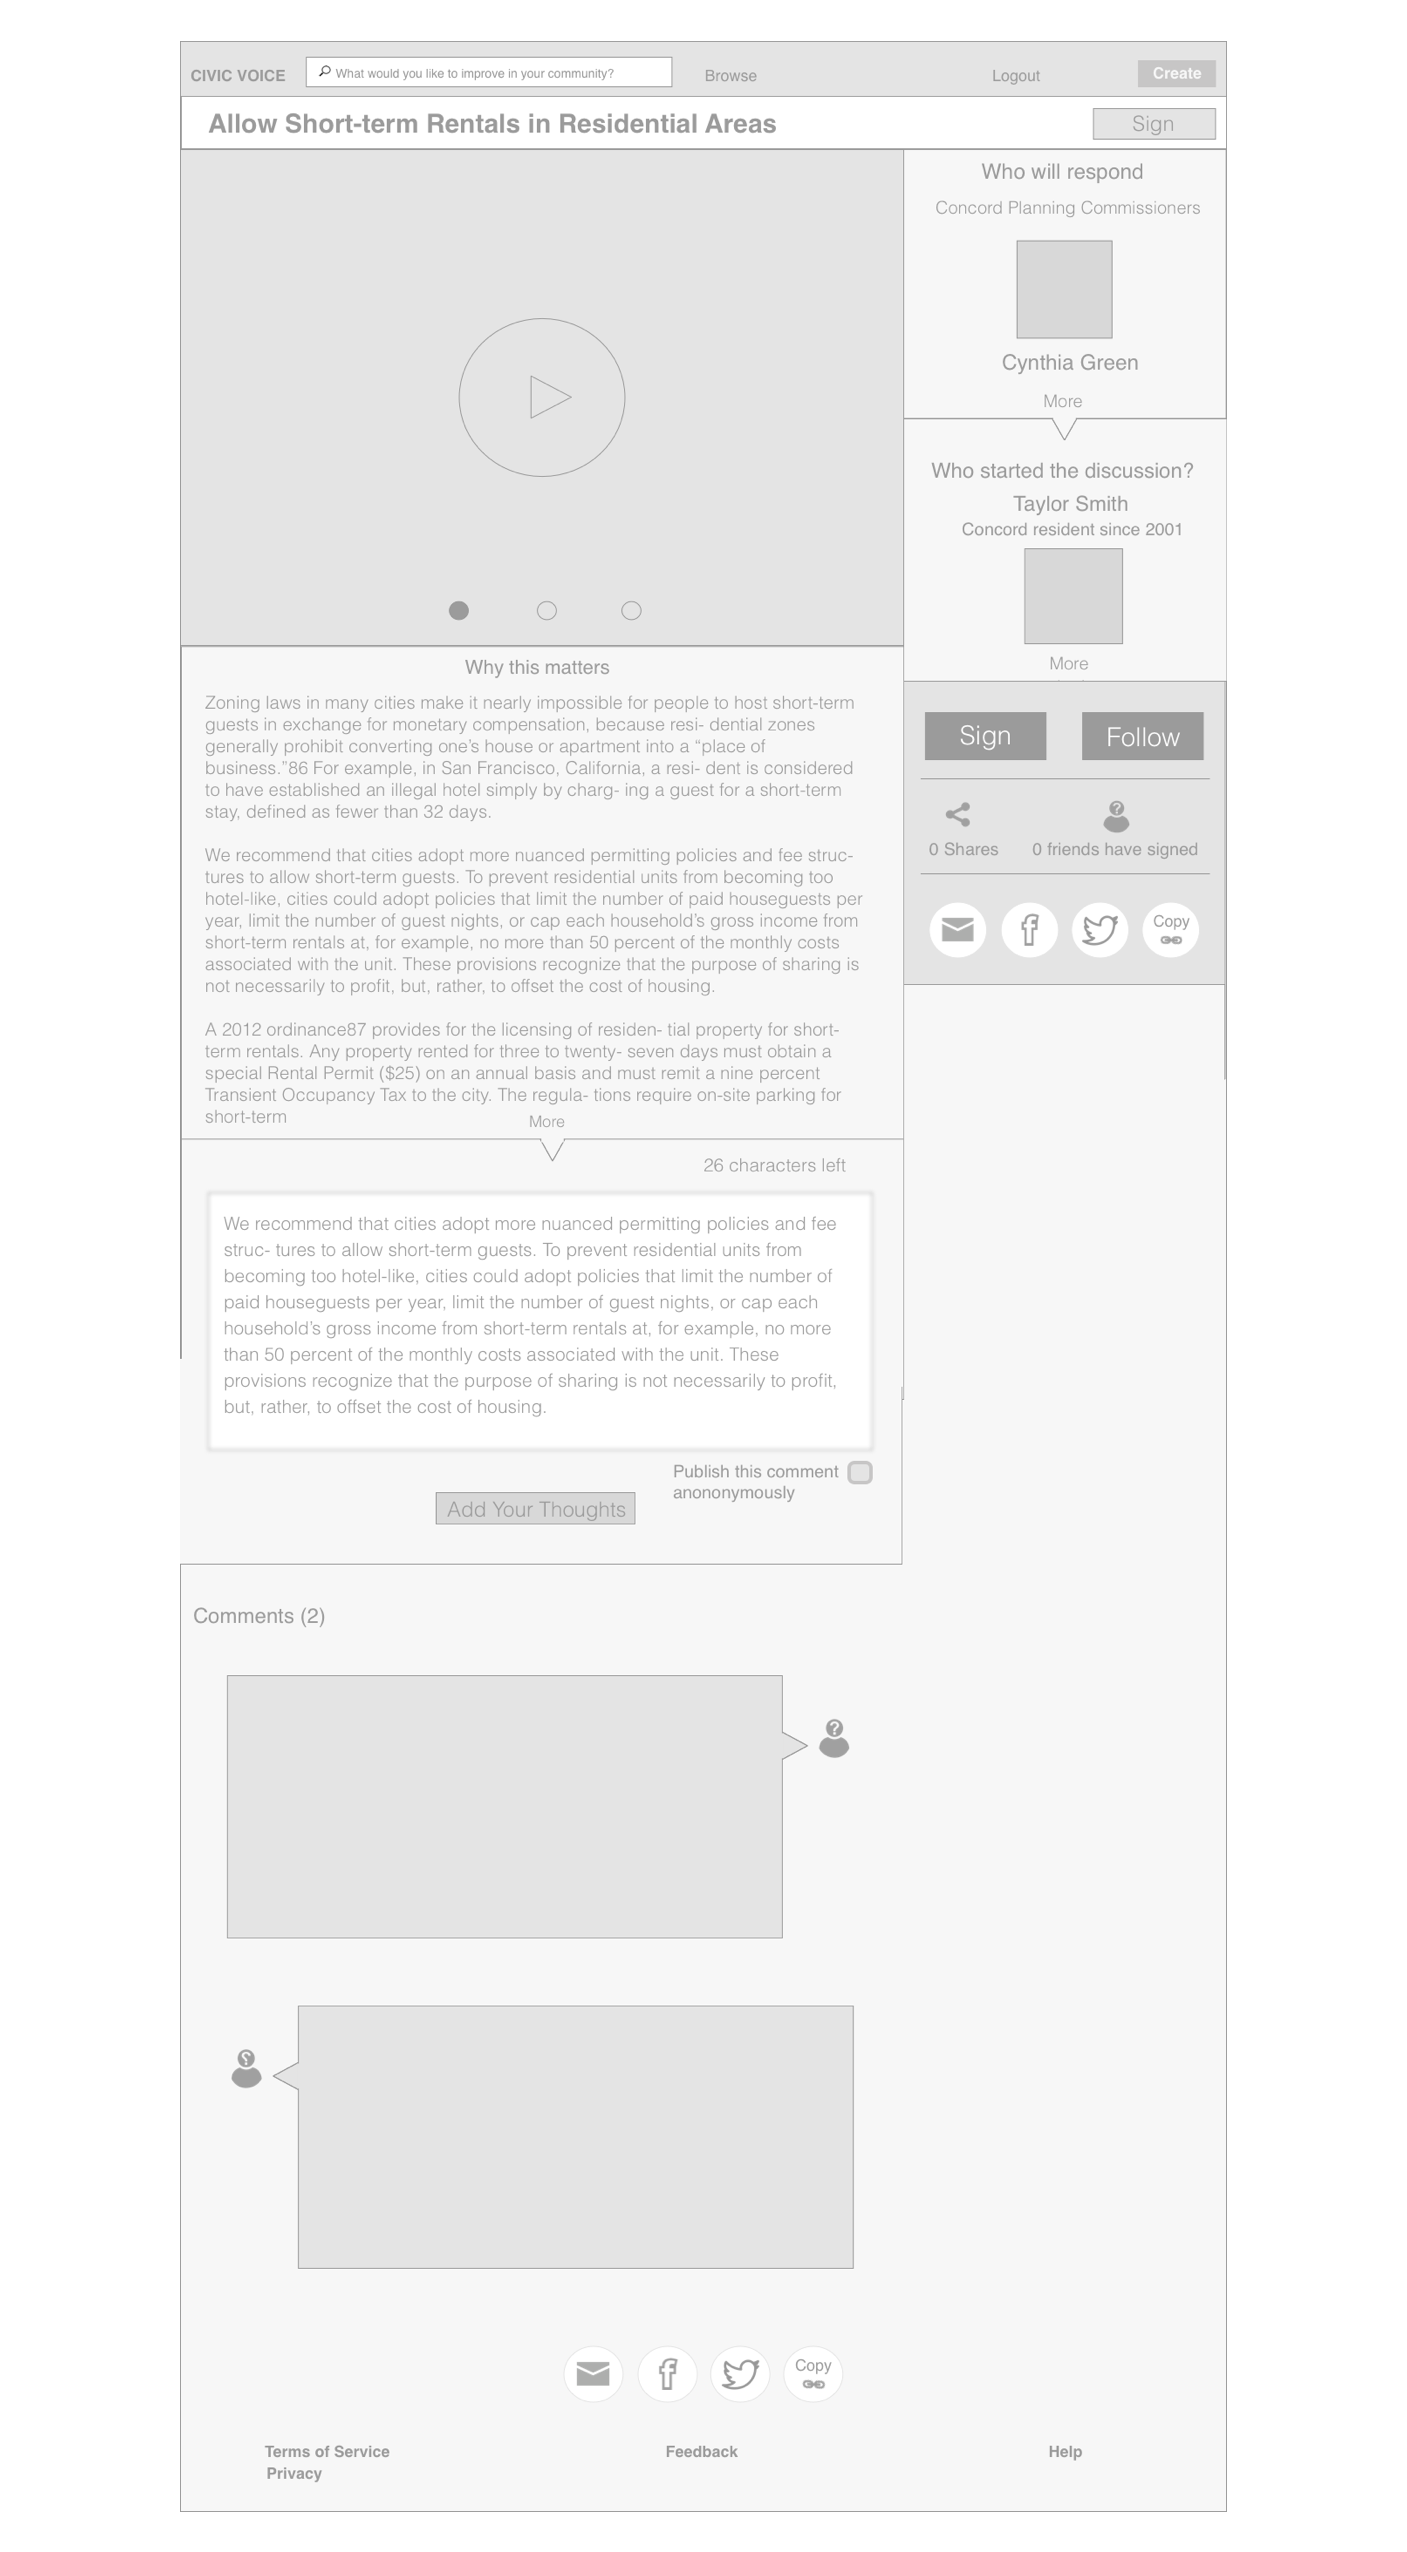 CIVIC VOICE
What would you like to improve in your community?
Browse
Logout
Create
Allow Short-term Rentals in Residential Areas
Sign
Who will respond
Concord Planning Commissioners
Cynthia Green
More
Who started the discussion?
Taylor Smith
Concord resident since 2001
More
Sign
Follow
0 Shares
0 friends have signed
Copy
Why this matters
Zoning laws in many cities make it nearly impossible for people to host short-term
guests in exchange for monetary compensation, because resi- dential zones
generally prohibit converting one’s house or apartment into a “place of
business.”86 For example, in San Francisco, California, a resi- dent is considered
to have established an illegal hotel simply by charg- ing a guest for a short-term
stay, defined as fewer than 32 days.
We recommend that cities adopt more nuanced permitting policies and fee struc-
tures to allow short-term guests. To prevent residential units from becoming too
hotel-like, cities could adopt policies that limit the number of paid houseguests per
year, limit the number of guest nights, or cap each household’s gross income from
short-term rentals at, for example, no more than 50 percent of the monthly costs
associated with the unit. These provisions recognize that the purpose of sharing is
not necessarily to profit, but, rather, to offset the cost of housing.
A 2012 ordinance87 provides for the licensing of residen- tial property for short-
term rentals. Any property rented for three to twenty- seven days must obtain a
special Rental Permit ($25) on an annual basis and must remit a nine percent
Transient Occupancy Tax to the city. The regula- tions require on-site parking for
short-term
More
26 characters left
We recommend that cities adopt more nuanced permitting policies and fee
struc- tures to allow short-term guests. To prevent residential units from
becoming too hotel-like, cities could adopt policies that limit the number of
paid houseguests per year, limit the number of guest nights, or cap each
household’s gross income from short-term rentals at, for example, no more
than 50 percent of the monthly costs associated with the unit. These
provisions recognize that the purpose of sharing is not necessarily to profit,
but, rather, to offset the cost of housing.
Publish this comment
anononymously
Add Your Thoughts
Comments (2)
Copy
Terms of Service
Feedback
Help
Privacy